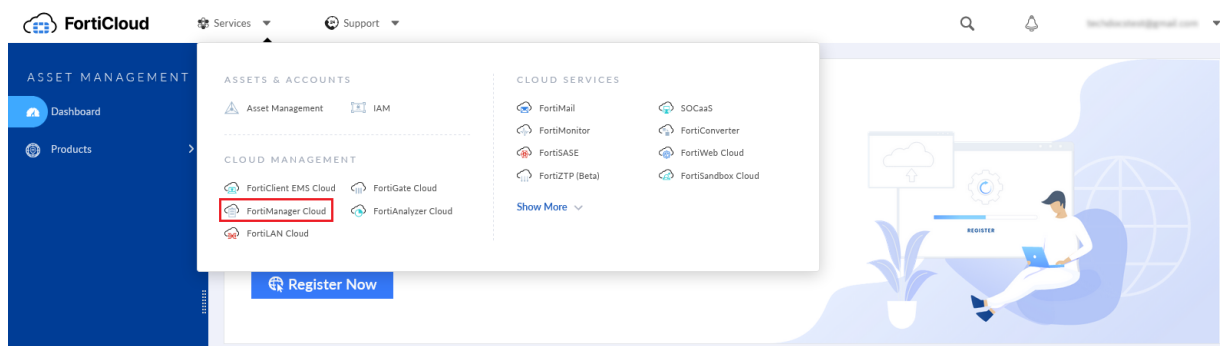 FortiCloud
Services
Support
ASSET MANAGEMENT
Dashboard
Products
ASSETS & ACCOUNTS
Asset Management
IAM
CLOUD MANAGEMENT
FortiClient EMS Cloud
FortiGate Cloud
FortiManager Cloud
FortiAnalyzer Cloud
FortiLAN Cloud
CLOUD SERVICES
FortiMail
SOCaaS
FortiMonitor
FortiConverter
FortiSASE
FortiWeb Cloud
FortiZTP (Beta)
FortiSandbox Cloud
Show More
REGISTER
Register Now